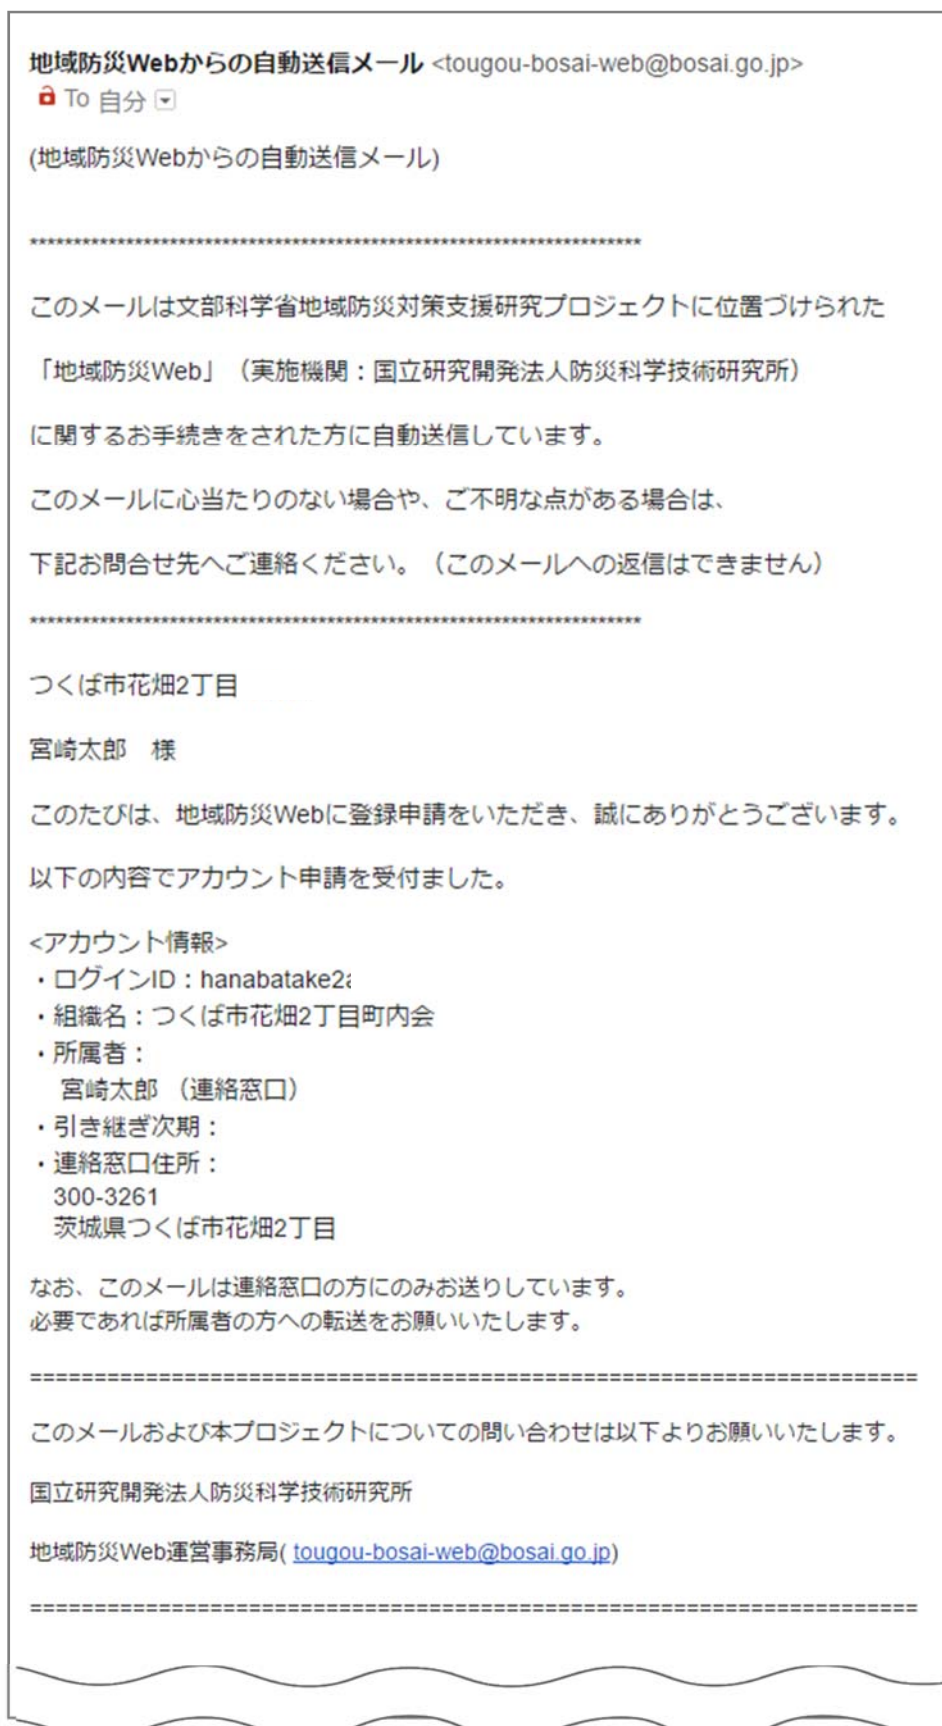 地域防災Webからの自動送信メール <tougou-bosai-web@bosai.go.jp>
To 自分
(地域防災Webからの自動送信メール)
**********************************************************************
このメールは文部科学省地域防災対策支援研究プロジェクトに位置づけられた
「地域防災Web」（実施機関：国立研究開発法人防災科学技術研究所）
に関するお手続きをされた方に自動送信しています。
このメールに心当たりのない場合や、ご不明な点がある場合は、
下記お問合せ先へご連絡ください。（このメールへの返信はできません）
**********************************************************************
つくば市花畑2丁目
宮崎太郎　様
このたびは、地域防災Webに登録申請をいただき、誠にありがとうございます。
以下の内容でアカウント申請を受付ました。
<アカウント情報>
・ログインID：hanabatake2
・組織名：つくば市花畑2丁目町内会
・所属者：
宮崎太郎 （連絡窓口）
・引き継ぎ次期：
・連絡窓口住所：
300-3261
茨城県つくば市花畑2丁目
なお、このメールは連絡窓口の方にのみお送りしています。
必要であれば所属者の方への転送をお願いいたします。
======================================================================
このメールおよび本プロジェクトについての問い合わせは以下よりお願いいたします。
国立研究開発法人防災科学技術研究所
地域防災Web運営事務局( tougou-bosai-web@bosai.go.jp)
======================================================================